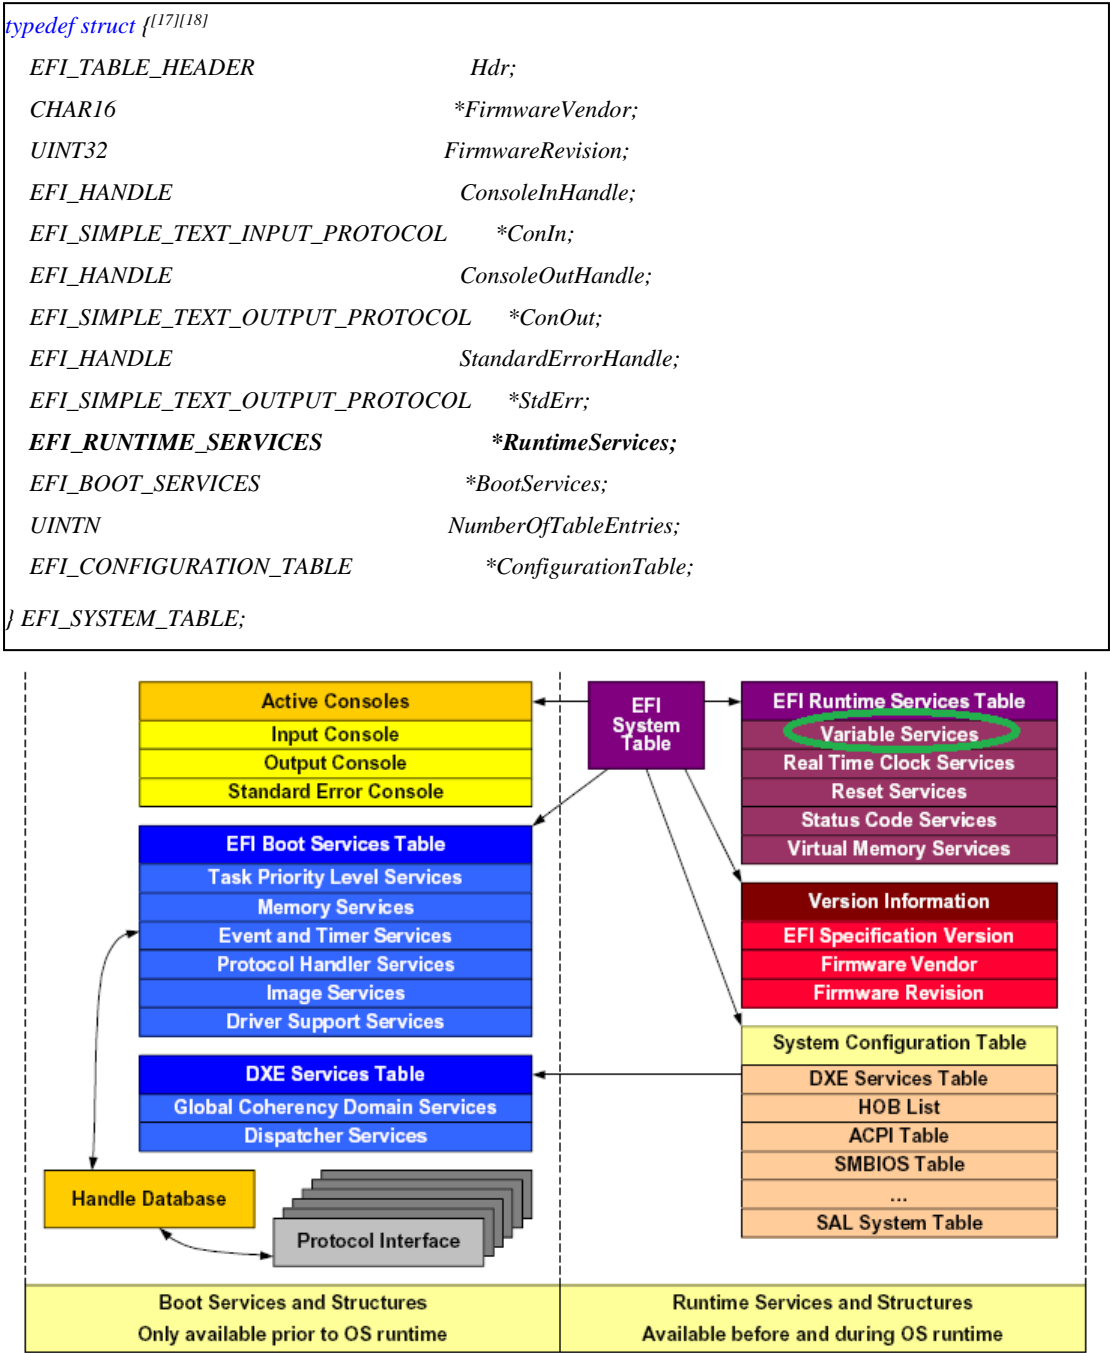 typedef struct {[17][18]
EFI_TABLE_HEADER Hdr;
CHAR16 *FirmwareVendor;
UINT32 FirmwareRevision;
EFI_HANDLE ConsoleInHandle;
EFI_SIMPLE_TEXT_INPUT_PROTOCOL *ConIn;
EFI_HANDLE ConsoleOutHandle;
EFI_SIMPLE_TEXT_OUTPUT_PROTOCOL *ConOut;
EFI_HANDLE StandardErrorHandle;
EFI_SIMPLE_TEXT_OUTPUT_PROTOCOL *StdErr;
EFI_RUNTIME_SERVICES *RuntimeServices;
EFI_BOOT_SERVICES *BootServices;
UINTN NumberOfTableEntries;
EFI_CONFIGURATION_TABLE *ConfigurationTable;
} EFI_SYSTEM_TABLE;
Active Consoles
Input Console
Output Console
Standard Error Console
EFI Boot Services Table
Task Priority Level Services
Memory Services
Event and Timer Services
Protocol Handler Services
Image Services
Driver Support Services
DXE Services Table
Global Coherency Domain Services
Dispatcher Services
Handle Database
Protocol Interface
Boot Services and Structures
Only available prior to OS runtime
EFI
System
Table
EFI Runtime Services Table
Variable Services
Real Time Clock Services
Reset Services
Status Code Services
Virtual Memory Services
Version Information
EFI Specification Version
Firmware Vendor
Firmware Revision
System Configuration Table
DXE Services Table
HOB List
ACPI Table
SMBIOS Table
...
SAL System Table
Runtime Services and Structures
Available before and during OS runtime